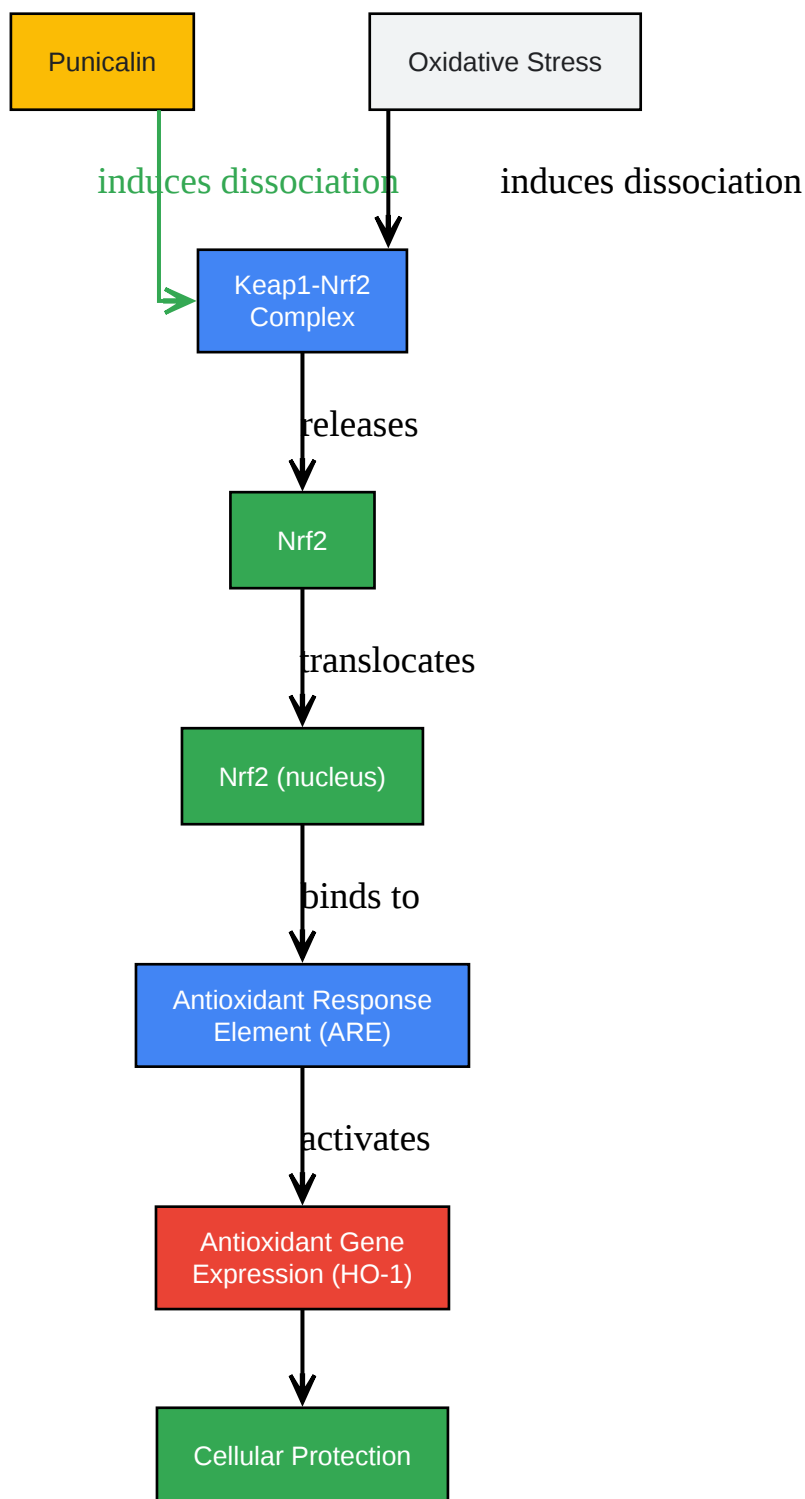 Punicalin
Oxidative Stress
induces dissociation
induces dissociation
Keap1-Nrf2
Complex
releases
Nrf2
translocates
Nrf2 (nucleus)
binds to
Antioxidant Response
Element (ARE)
activates
Antioxidant Gene
Expression (HO-1)
Cellular Protection